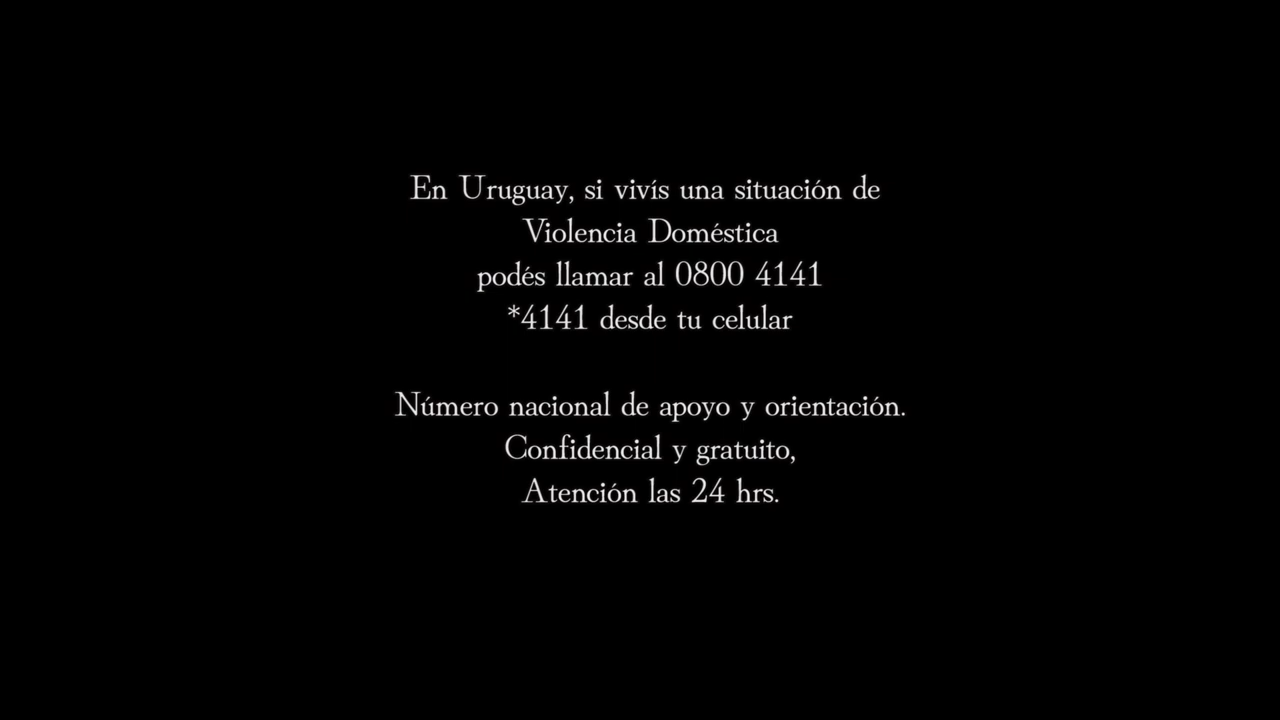 En Uruguay, si vivís una situación de
Violencia Doméstica
podés llamar al 0800 4141
*4141 desde tu celular
Número nacional de apoyo y orientación.
Confidencial y gratuito,
Atención las 24 hrs.